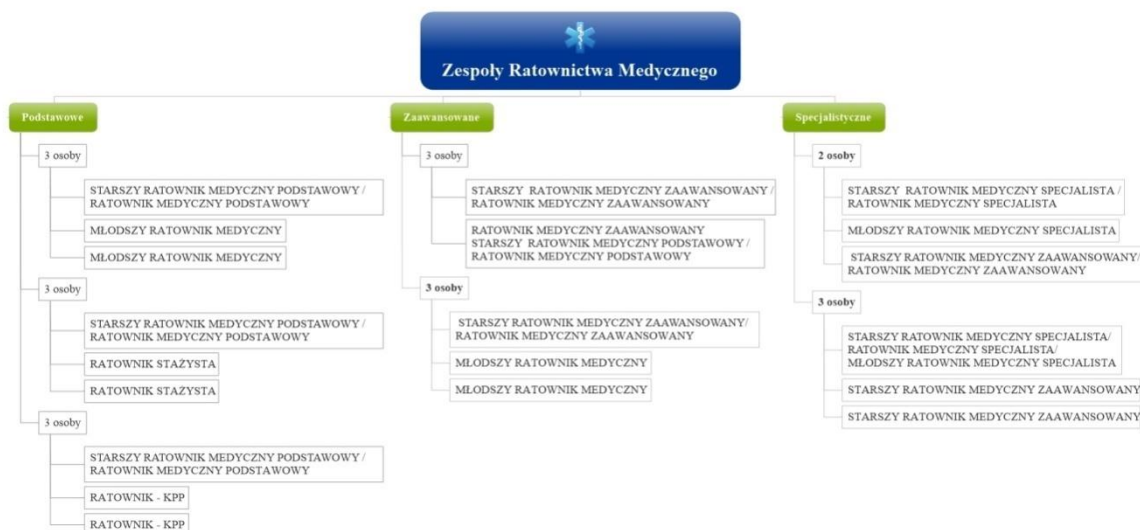 Zespoły Ratownictwa Medycznego
Podstawowe
3 osoby
STARSZY RATOWNIK MEDYCZNY PODSTAWOWY /
RATOWNIK MEDYCZNY PODSTAWOWY
MŁODSZY RATOWNIK MEDYCZNY
MŁODSZY RATOWNIK MEDYCZNY
3 osoby
STARSZY RATOWNIK MEDYCZNY PODSTAWOWY /
RATOWNIK MEDYCZNY PODSTAWOWY
RATOWNIK STAŻYSTA
RATOWNIK STAŻYSTA
3 osoby
STARSZY RATOWNIK MEDYCZNY PODSTAWOWY /
RATOWNIK MEDYCZNY PODSTAWOWY
RATOWNIK - KPP
RATOWNIK - KPP
Zaawansowane
3 osoby
STARSZY RATOWNIK MEDYCZNY ZAAWANSOWANY /
RATOWNIK MEDYCZNY ZAAWANSOWANY
RATOWNIK MEDYCZNY ZAAWANSOWANY
STARSZY RATOWNIK MEDYCZNY PODSTAWOWY /
RATOWNIK MEDYCZNY PODSTAWOWY
3 osoby
STARSZY RATOWNIK MEDYCZNY ZAAWANSOWANY/
RATOWNIK MEDYCZNY ZAAWANSOWANY
MŁODSZY RATOWNIK MEDYCZNY
MŁODSZY RATOWNIK MEDYCZNY
Specjalistyczne
2 osoby
STARSZY RATOWNIK MEDYCZNY SPECJALISTA /
RATOWNIK MEDYCZNY SPECJALISTA
MŁODSZY RATOWNIK MEDYCZNY SPECJALISTA
STARSZY RATOWNIK MEDYCZNY ZAAWANSOWANY/
RATOWNIK MEDYCZNY ZAAWANSOWANY
3 osoby
STARSZY RATOWNIK MEDYCZNY SPECJALISTA/
RATOWNIK MEDYCZNY SPECJALISTA/
MŁODSZY RATOWNIK MEDYCZNY SPECJALISTA
STARSZY RATOWNIK MEDYCZNY ZAAWANSOWANY
STARSZY RATOWNIK MEDYCZNY ZAAWANSOWANY